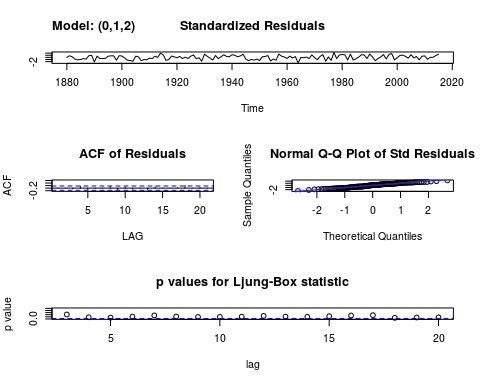 Model: (0,1,2) Standardized Residuals
-2
1880 1900 1920 1940 1960 1980 2000 2020
Time
ACF of Residuals
ACF
-0.2
5 10 15 20
LAG
Normal Q-Q Plot of Std Residuals
Sample Quantiles
-2
-2 -1 0 1 2
Theoretical Quantiles
p values for Ljung-Box statistic
p value
0.0
5 10 15 20
lag